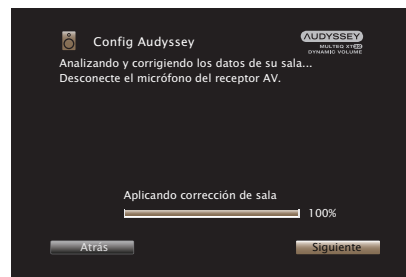 Config Audyssey
AUDYSSEY
MULTEQ XT32
DYNAMIC VOLUME
Analizando y corrigiendo los datos de su sala...
Desconecte el micrófono del receptor AV.
Aplicando corrección de sala
100%
Atrás
Siguiente